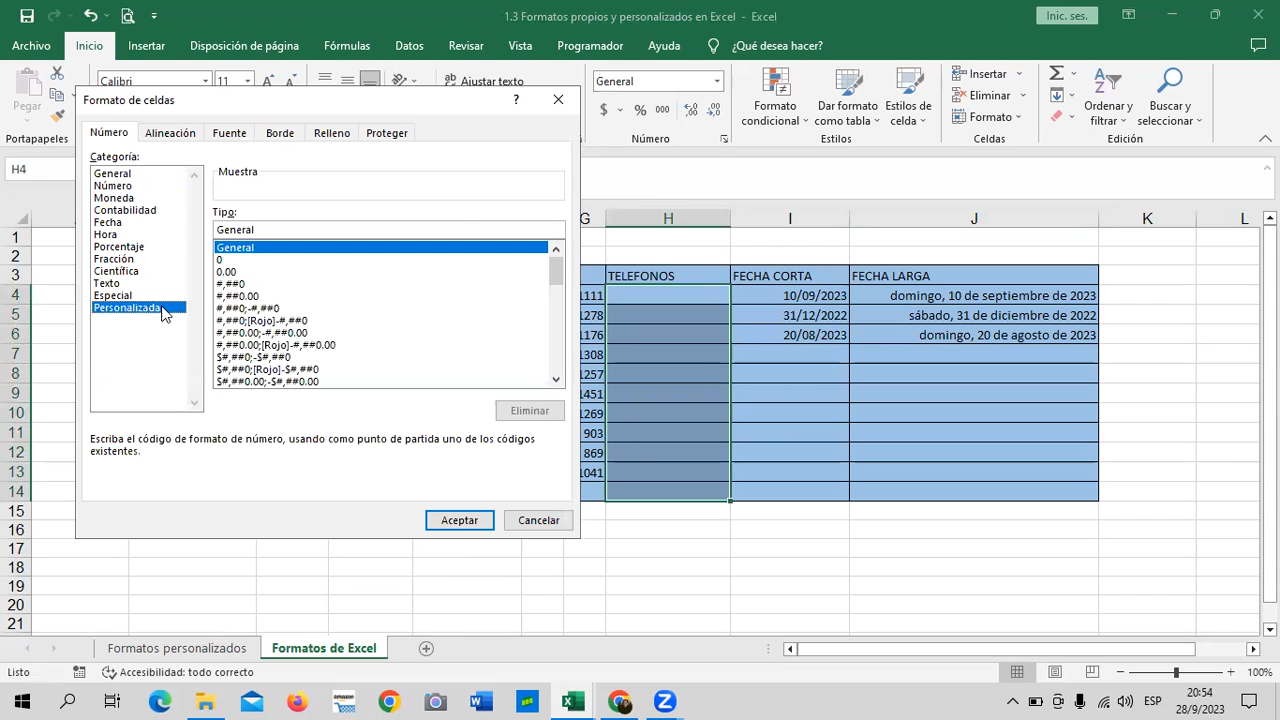 1.3 Formatos propios y personalizados en Excel - Excel
Inic. ses.
Archivo Inicio Insertar Disposición de página Fórmulas Datos Revisar Vista Programador Ayuda ¿Qué desea hacer?
Calibri 11 Ajustar texto General Insertar
Pegar $ % 000 Formato condicional Dar formato como tabla Estilos de celda Eliminar Ordenar y filtrar Buscar y seleccionar
Formato
Portapapeles Número Estilos Celdas Edición
H4
Formato de celdas ?
Número Alineación Fuente Borde Relleno Proteger
Categoría:
General
Número
Moneda
Contabilidad
Fecha
Hora
Porcentaje
Fracción
Científica
Texto
Especial
Personalizada
Muestra
Tipo:
General
General
0
0.00
#,##0
#,##0.00
#,##0;-#,##0
#,##0;[Rojo]-#,##0
#,##0.00;-#,##0.00
#,##0.00;[Rojo]-#,##0.00
$#,##0;-$#,##0
$#,##0;[Rojo]-$#,##0
$#,##0.00;-$#,##0.00
Eliminar
Escriba el código de formato de número, usando como punto de partida uno de los códigos
existentes.
Aceptar Cancelar
G H I J K L
1
2
3 TELEFONOS FECHA CORTA FECHA LARGA
4 1111 10/09/2023 domingo, 10 de septiembre de 2023
5 1278 31/12/2022 sábado, 31 de diciembre de 2022
6 1176 20/08/2023 domingo, 20 de agosto de 2023
7 1308
8 1257
9 1451
10 1269
11 903
12 869
13 1041
14
15
16
17
18
19
20
21
Formatos personalizados Formatos de Excel
Listo Accesibilidad: todo correcto 100%
ESP 20:54
28/9/2023